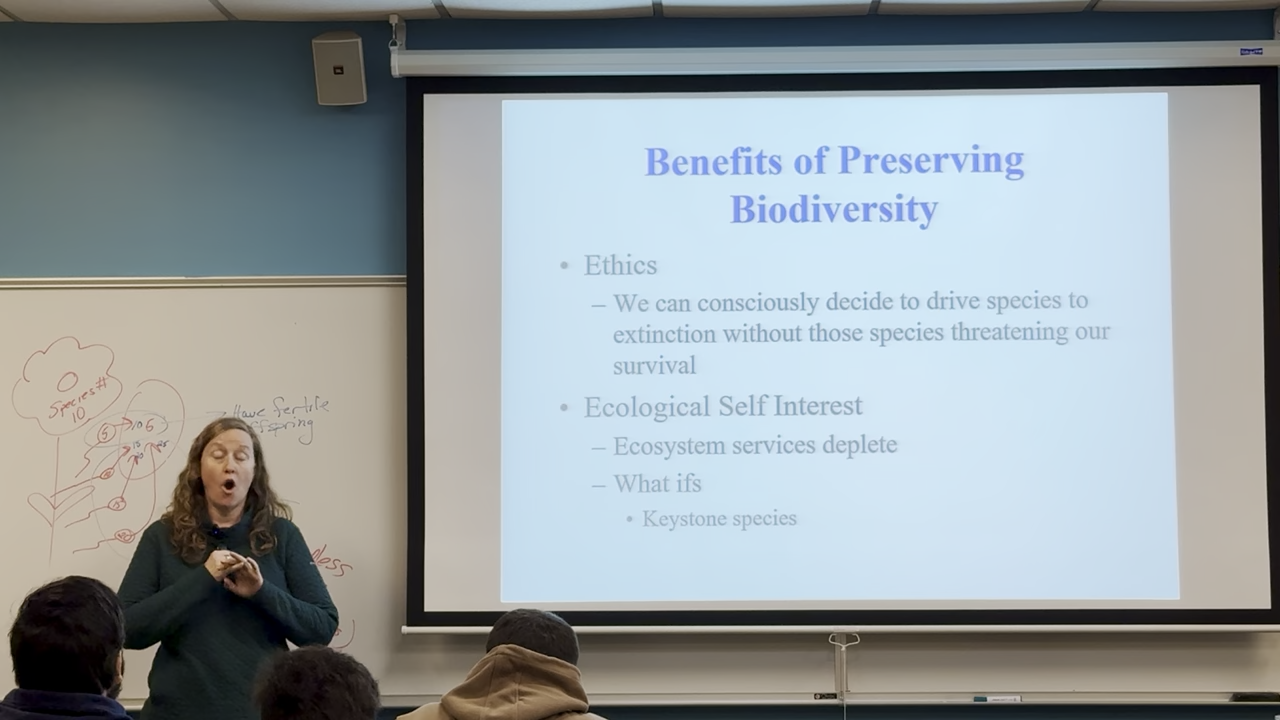 Benefits of Preserving
Biodiversity
• Ethics
– We can consciously decide to drive species to
extinction without those species threatening our
survival
• Ecological Self Interest
– Ecosystem services deplete
– What ifs
• Keystone species
Species #
10
Have fertile
ffspring